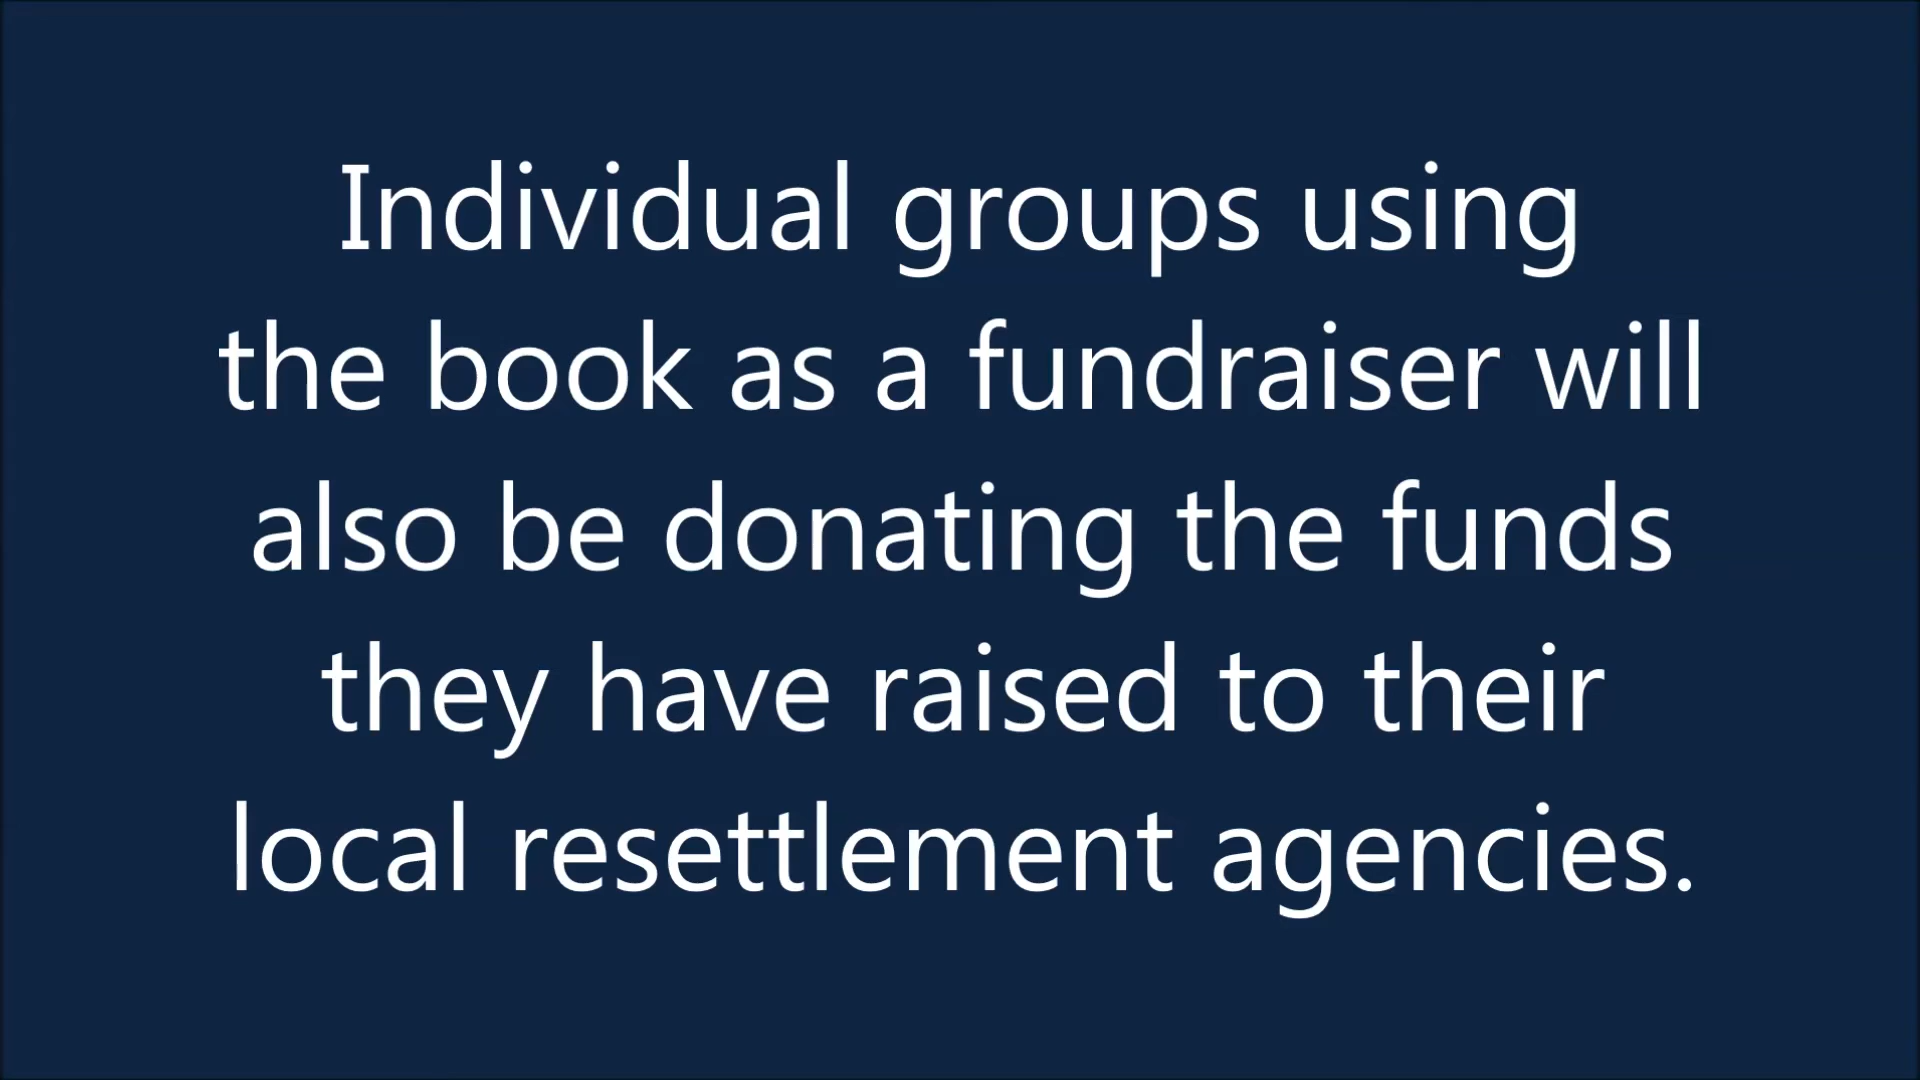 Individual groups using
the book as a fundraiser will
also be donating the funds
they have raised to their
local resettlement agencies.